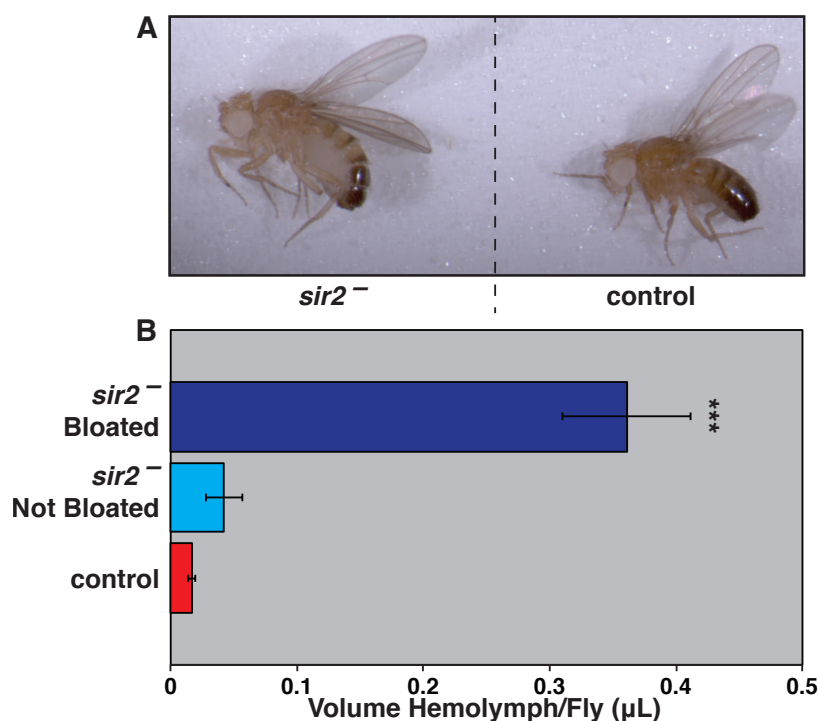 A
sir2⁻
control
B
sir2⁻
Bloated
***
sir2⁻
Not Bloated
control
0 0.1 0.2 0.3 0.4 0.5
Volume Hemolymph/Fly (µL)